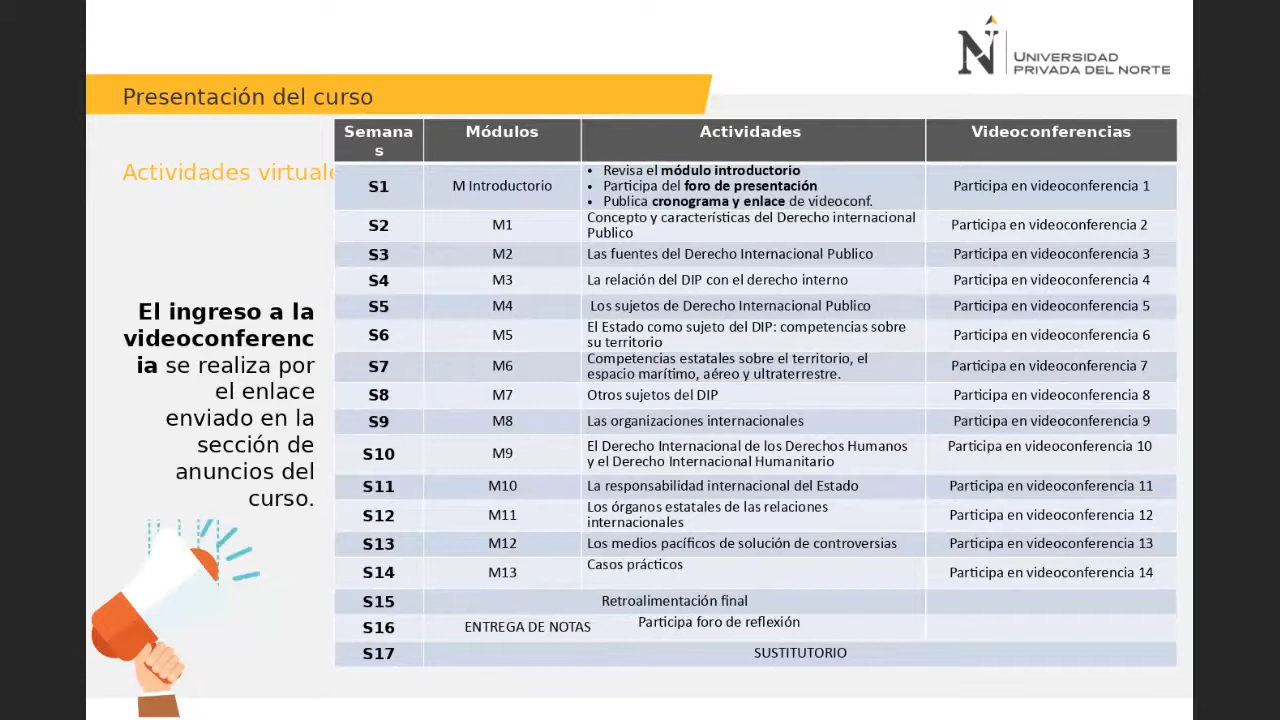 UNIVERSIDAD
PRIVADA DEL NORTE
Presentación del curso
Actividades virtuale
El ingreso a la
videoconferenc
ia se realiza por
el enlace
enviado en la
sección de
anuncios del
curso.
Semana
s
Módulos
Actividades
Videoconferencias
S1
M Introductorio
• Revisa el módulo introductorio
• Participa del foro de presentación
• Publica cronograma y enlace de videoconf.
Participa en videoconferencia 1
S2
M1
Concepto y características del Derecho internacional
Publico
Participa en videoconferencia 2
S3
M2
Las fuentes del Derecho Internacional Publico
Participa en videoconferencia 3
S4
M3
La relación del DIP con el derecho interno
Participa en videoconferencia 4
S5
M4
Los sujetos de Derecho Internacional Publico
Participa en videoconferencia 5
S6
M5
El Estado como sujeto del DIP: competencias sobre
su territorio
Participa en videoconferencia 6
S7
M6
Competencias estatales sobre el territorio, el
espacio marítimo, aéreo y ultraterrestre.
Participa en videoconferencia 7
S8
M7
Otros sujetos del DIP
Participa en videoconferencia 8
S9
M8
Las organizaciones internacionales
Participa en videoconferencia 9
S10
M9
El Derecho Internacional de los Derechos Humanos
y el Derecho Internacional Humanitario
Participa en videoconferencia 10
S11
M10
La responsabilidad internacional del Estado
Participa en videoconferencia 11
S12
M11
Los órganos estatales de las relaciones
internacionales
Participa en videoconferencia 12
S13
M12
Los medios pacíficos de solución de controversias
Participa en videoconferencia 13
S14
M13
Casos prácticos
Participa en videoconferencia 14
S15
Retroalimentación final
S16
ENTREGA DE NOTAS
Participa foro de reflexión
S17
SUSTITUTORIO